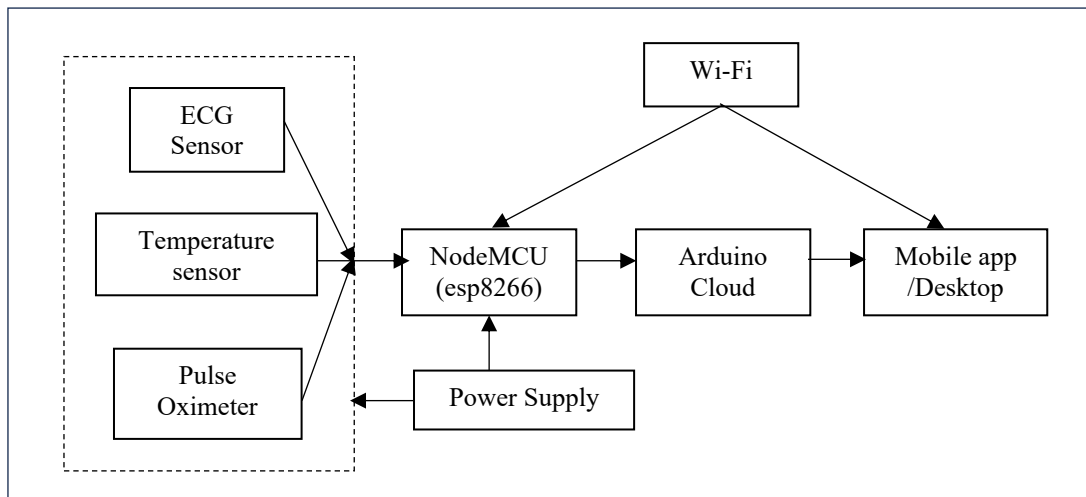 Wi-Fi
ECG
Sensor
Temperature
sensor
Pulse
Oximeter
NodeMCU
(esp8266)
Arduino
Cloud
Mobile app
/Desktop
Power Supply